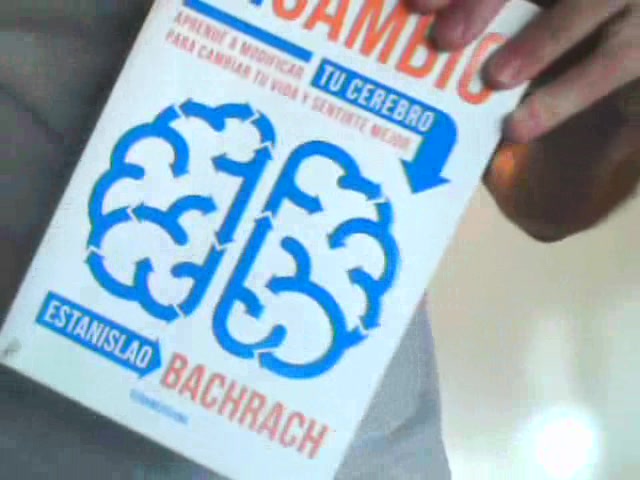 CAMBIO
APRENDÉ A MODIFICAR
TU CEREBRO
PARA CAMBIAR TU VIDA Y SENTIRTE MEJOR
ESTANISLAO
BACHRACH